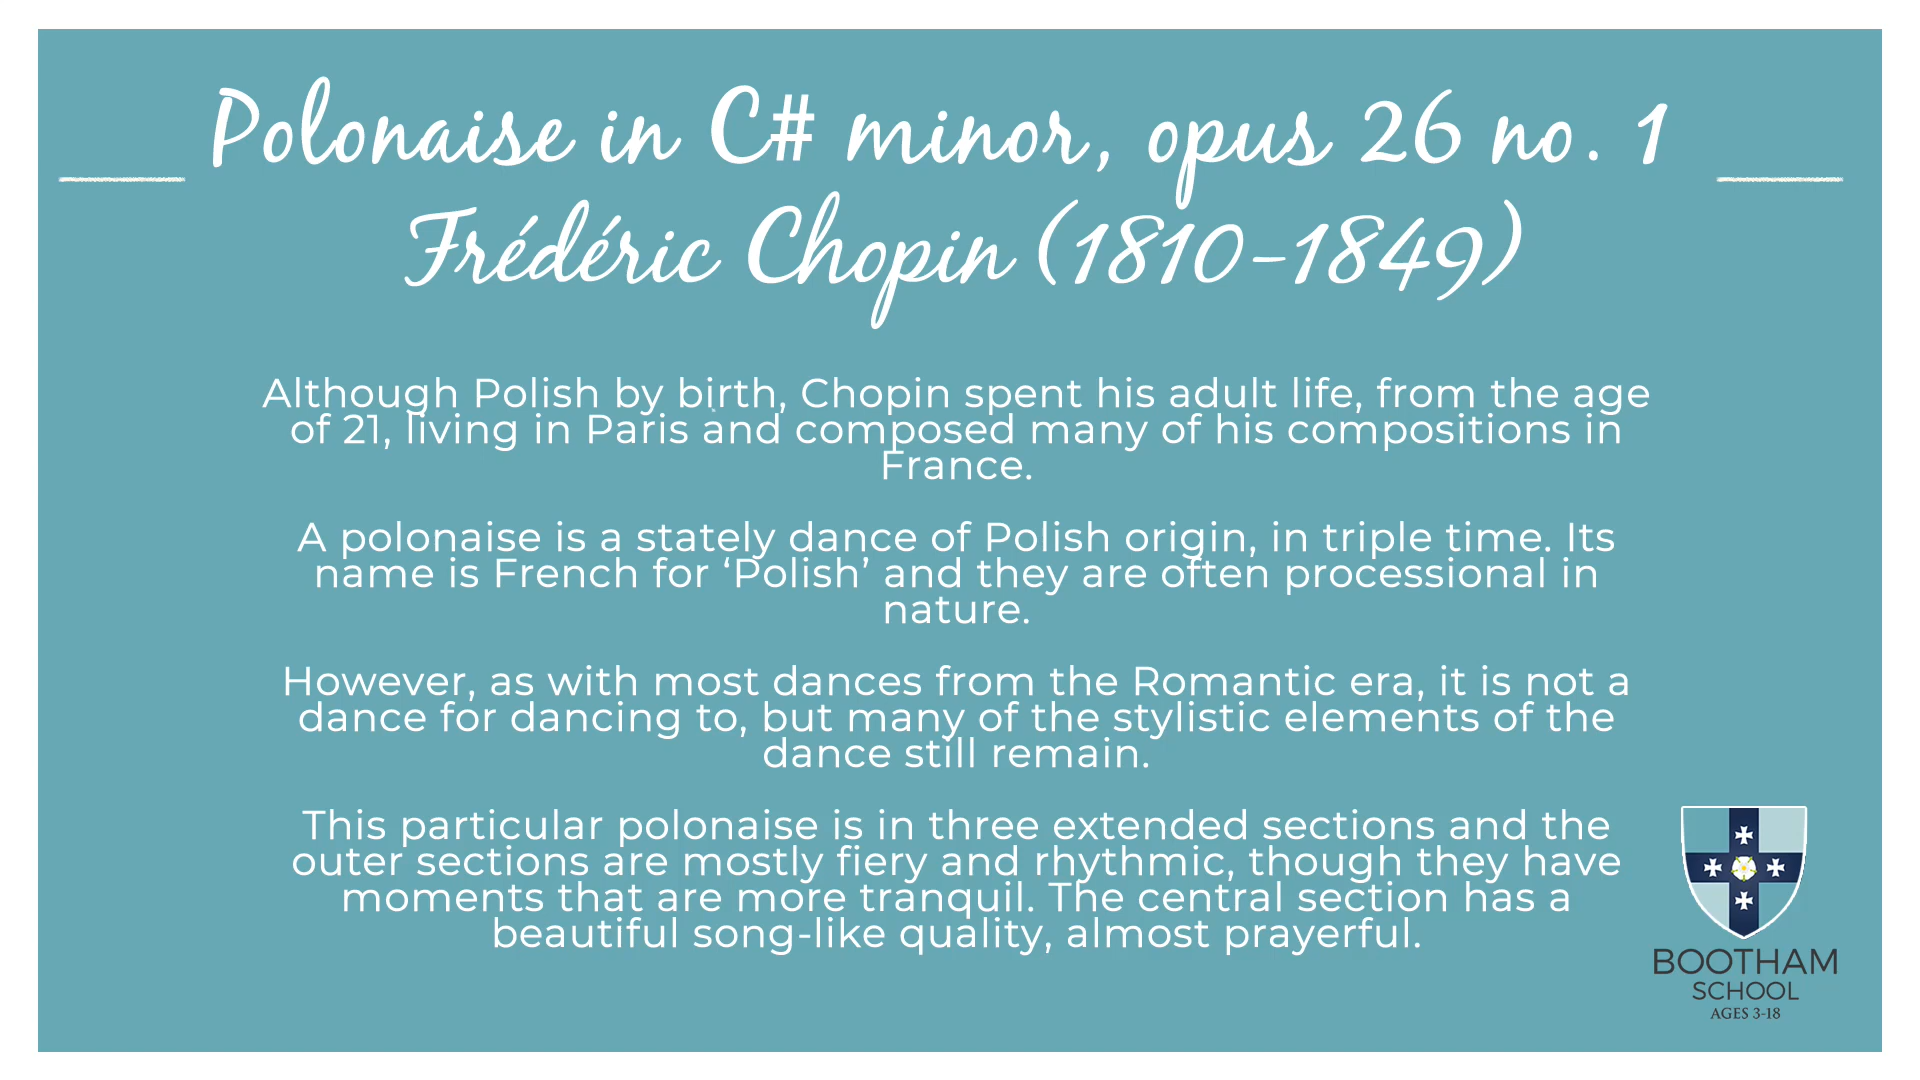 Polonaise in C# minor, opus 26 no. 1
Frédéric Chopin (1810-1849)
Although Polish by birth, Chopin spent his adult life, from the age
of 21, living in Paris and composed many of his compositions in
France.
A polonaise is a stately dance of Polish origin, in triple time. Its
name is French for ‘Polish’ and they are often processional in
nature.
However, as with most dances from the Romantic era, it is not a
dance for dancing to, but many of the stylistic elements of the
dance still remain.
This particular polonaise is in three extended sections and the
outer sections are mostly fiery and rhythmic, though they have
moments that are more tranquil. The central section has a
beautiful song-like quality, almost prayerful.
BOOTHAM
SCHOOL
AGES 3-18